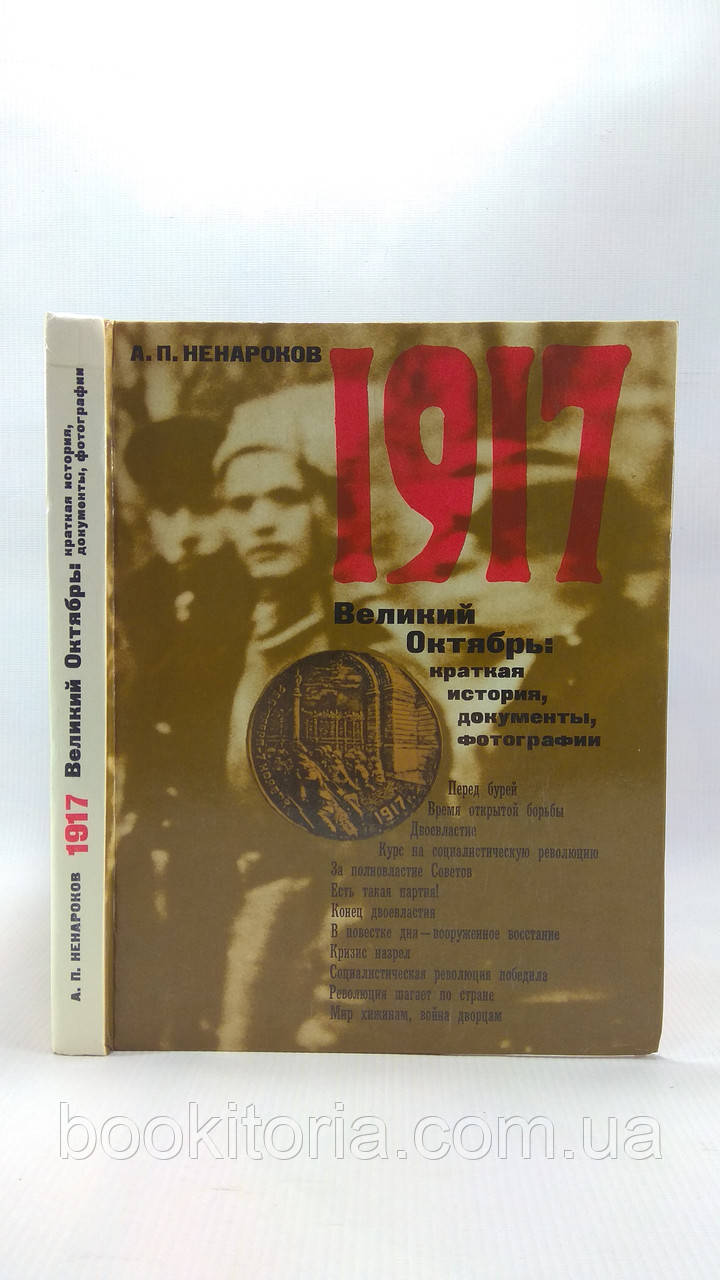 А. П. НЕНАРОКОВ 1917 Великий Октябрь: краткая история,
документы, фотографии
А. П. НЕНАРОКОВ
1917
Великий
Октябрь:
краткая
история,
документы,
фотографии
1917
Перед бурей
Время открытой борьбы
Двоевластие
Курс на социалистическую революцию
За полновластие Советов
Есть такая партия!
Конец двоевластия
В повестке дня — вооруженное восстание
Кризис назрел
Социалистическая революция победила
Революция шагает по стране
Мир хижинам, война дворцам
bookitoria.com.ua